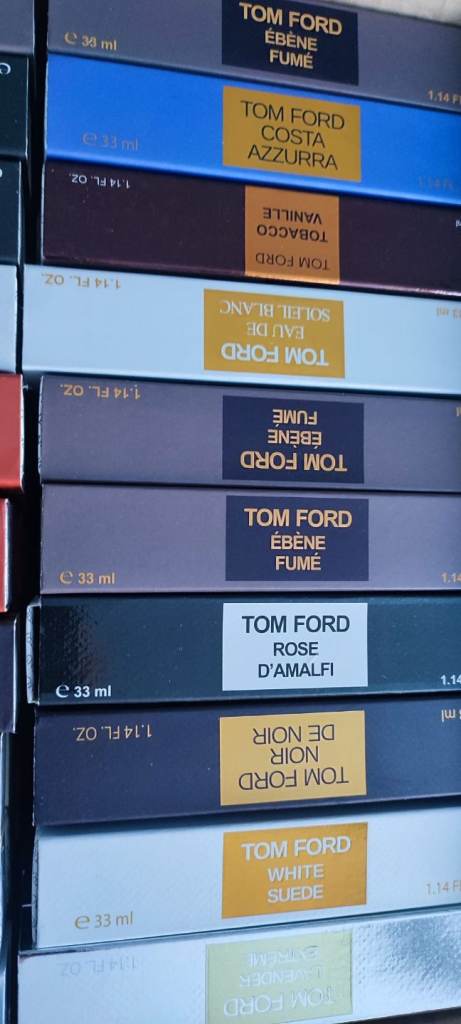 TOM FORD
ÉBÈNE
FUMÉ
e 33 ml
1.14 Fl
TOM FORD
COSTA
AZZURRA
e 33 ml
TOM FORD
TOBACCO
VANILLE
1.14 FL. OZ.
TOM FORD
EAU DE
SOLEIL BLANC
1.14 FL. OZ.
TOM FORD
ÉBÈNE
FUMÉ
1.14 FL. OZ.
TOM FORD
ÉBÈNE
FUMÉ
e 33 ml
1.14
TOM FORD
ROSE
D'AMALFI
e 33 ml
1.14
TOM FORD
NOIR
DE NOIR
1.14 FL. OZ.
TOM FORD
WHITE
SUEDE
e 33 ml
1.14 F
TOM FORD
LAVENDER
EXTRÊME
1.14 FL. OZ